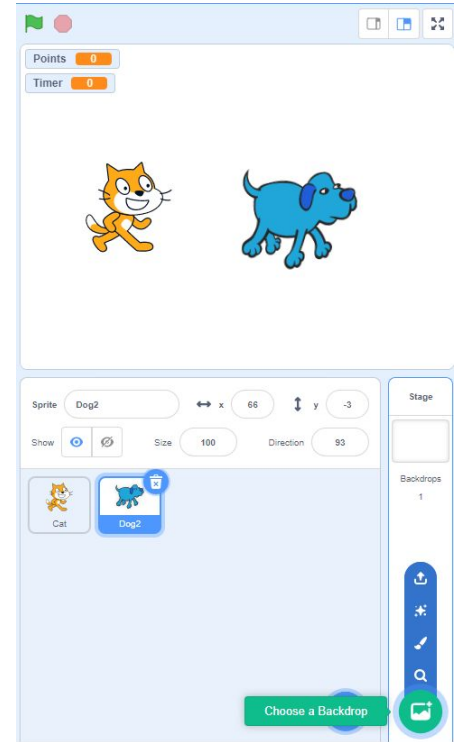 Points 0
Timer 0
Sprite Dog2 x 66 y -3
Show Size 100 Direction 93
Stage
Backdrops
1
Cat
Dog2
Choose a Backdrop